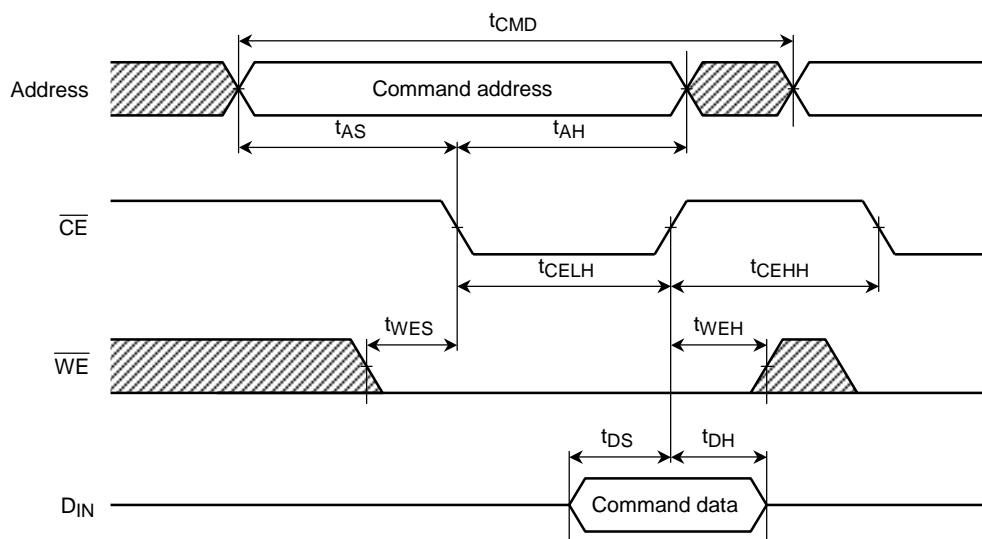 tCMD
Address
Command address
tAS
tAH
CE
tCELH
tCEHH
tWES
tWEH
WE
tDS
tDH
DIN
Command data